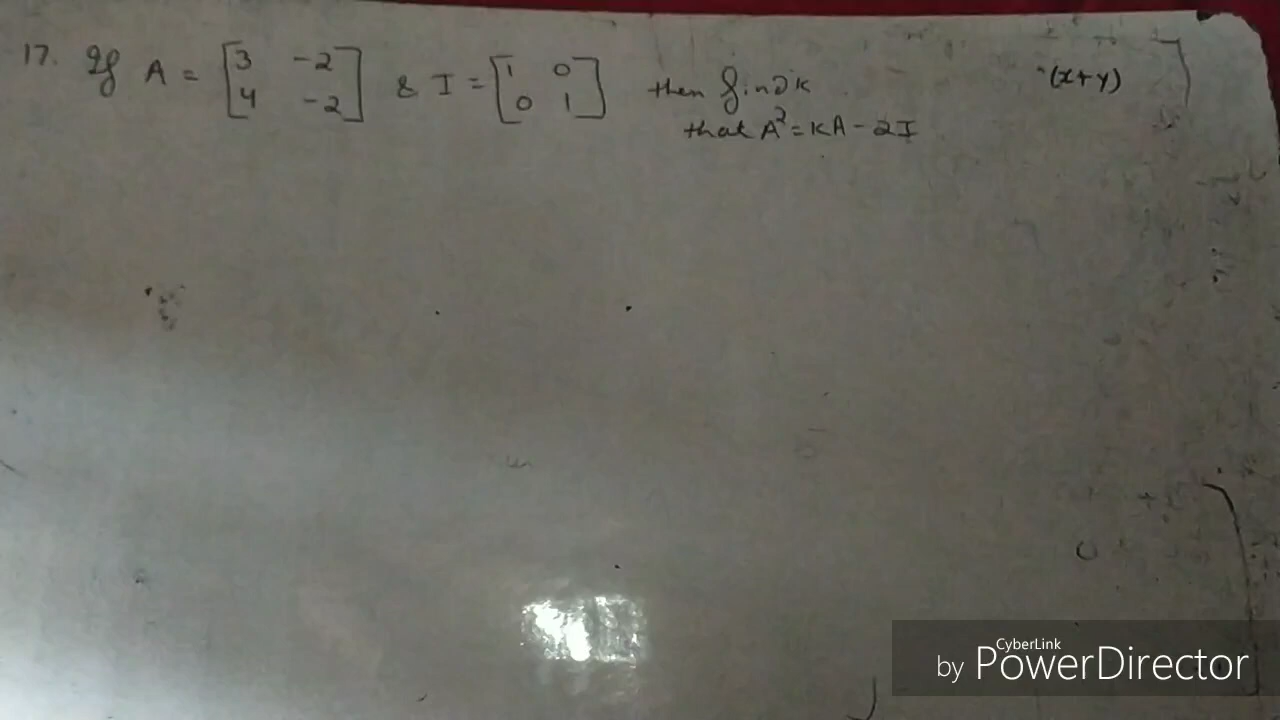 17. If A = [3 -2 4 -2] & I = [1 0 0 1] then find k
that A² = kA - 2I
(x+y)
CyberLink
by PowerDirector